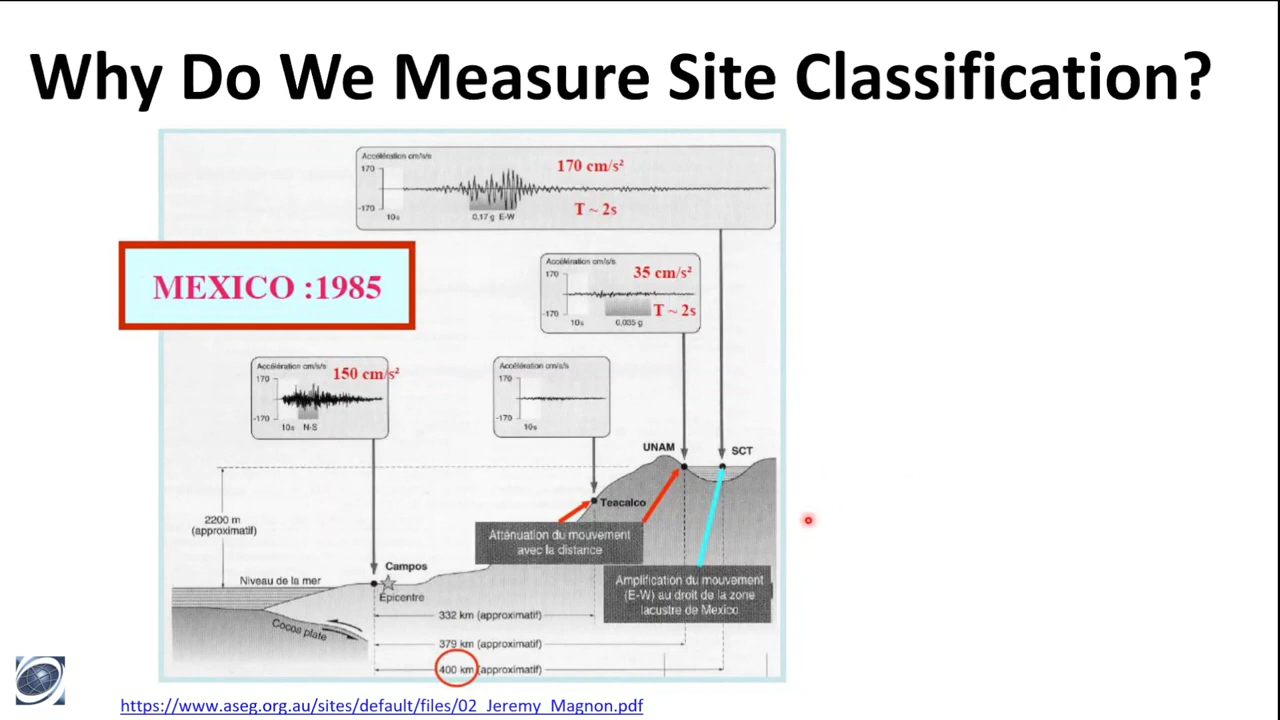 Why Do We Measure Site Classification?
Accélération cm/s/s
170
-170
10s
0,17 g E-W
170 cm/s²
T ~ 2s
MEXICO :1985
Accélération cm/s/s
170
-170
10s
0,035 g
35 cm/s²
T ~ 2s
Accélération cm/s/s
170
-170
10s N-S
150 cm/s²
Accélération cm/s/s
170
-170
10s
UNAM
SCT
Teacalco
2200 m
(approximatif)
Atténuation du mouvement
avec la distance
Campos
Épicentre
Niveau de la mer
Amplification du mouvement
(E-W) au droit de la zone
lacustre de Mexico
Cocos plate
332 km (approximatif)
379 km (approximatif)
400 km (approximatif)
https://www.aseg.org.au/sites/default/files/02_Jeremy_Magnon.pdf